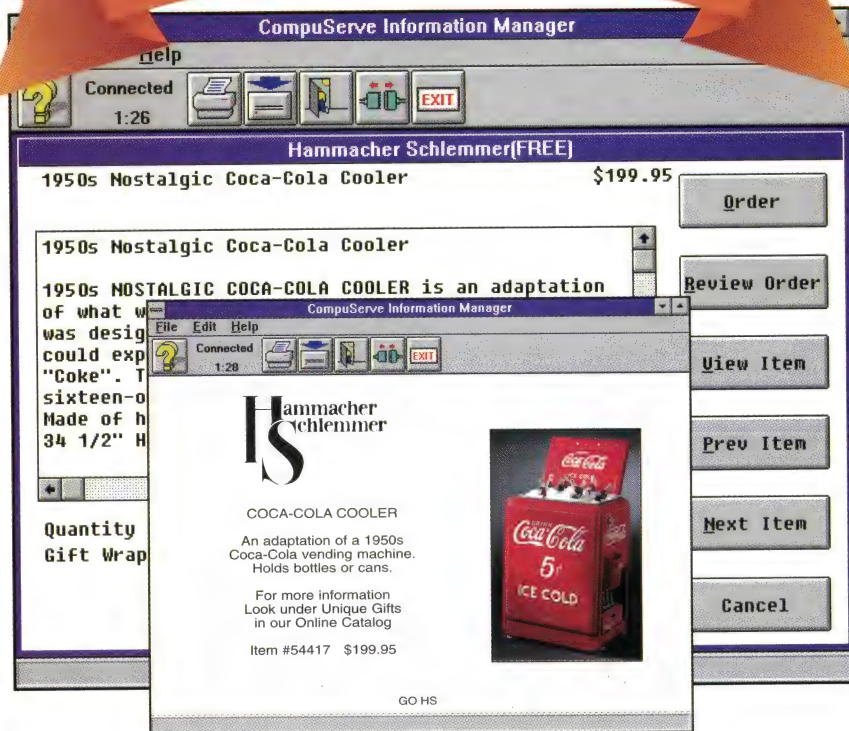 CompuServe Information Manager
Help
Connected
1:26
EXIT
Hammacher Schlemmer(FREE)
1950s Nostalgic Coca-Cola Cooler $199.95
Order
1950s Nostalgic Coca-Cola Cooler
Review Order
1950s NOSTALGIC COCA-COLA COOLER is an adaptation
of what w
was desig
could exp
"Coke". T
sixteen-o
Made of h
34 1/2" H
View Item
Prev Item
Quantity
Gift Wrap
Next Item
Cancel
CompuServe Information Manager
File Edit Help
Connected
1:28
EXIT
Hammacher
Schlemmer
COCA-COLA COOLER
An adaptation of a 1950s
Coca-Cola vending machine.
Holds bottles or cans.
For more information
Look under Unique Gifts
in our Online Catalog
Item #54417 $199.95
Coca-Cola
ICE COLD
DRINK
Coca-Cola
5¢
ICE COLD
GO HS